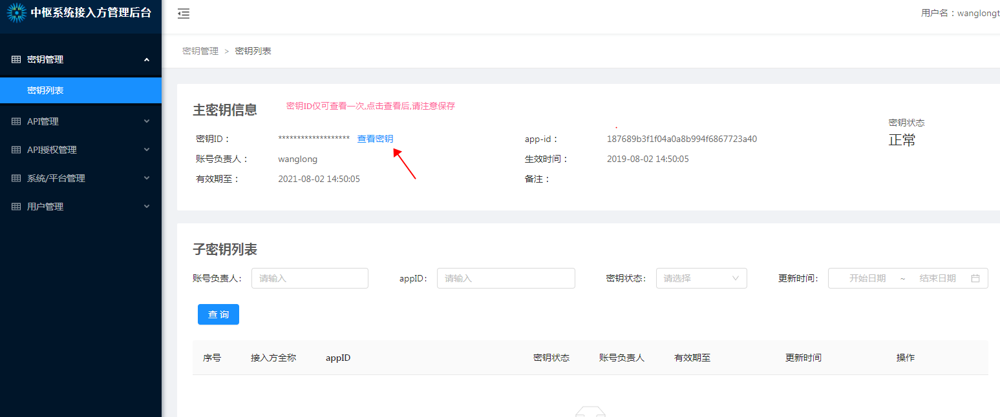 中枢系统接入方管理后台
用户名：wanglongt
密钥管理
密钥列表
API管理
API授权管理
系统/平台管理
用户管理
密钥管理 > 密钥列表
主密钥信息 密钥ID仅可查看一次,点击查看后,请注意保存
密钥ID： ******************* 查看密钥 app-id： 187689b3f1f04a0a8b994f6867723a40
账号负责人： wanglong 生效时间： 2019-08-02 14:50:05
有效期至： 2021-08-02 14:50:05 备注：
密钥状态
正常
子密钥列表
账号负责人: 请输入 appID: 请输入 密钥状态: 请选择 更新时间: 开始日期 ~ 结束日期
查 询
序号 接入方全称 appID 密钥状态 账号负责人 有效期至 更新时间 操作